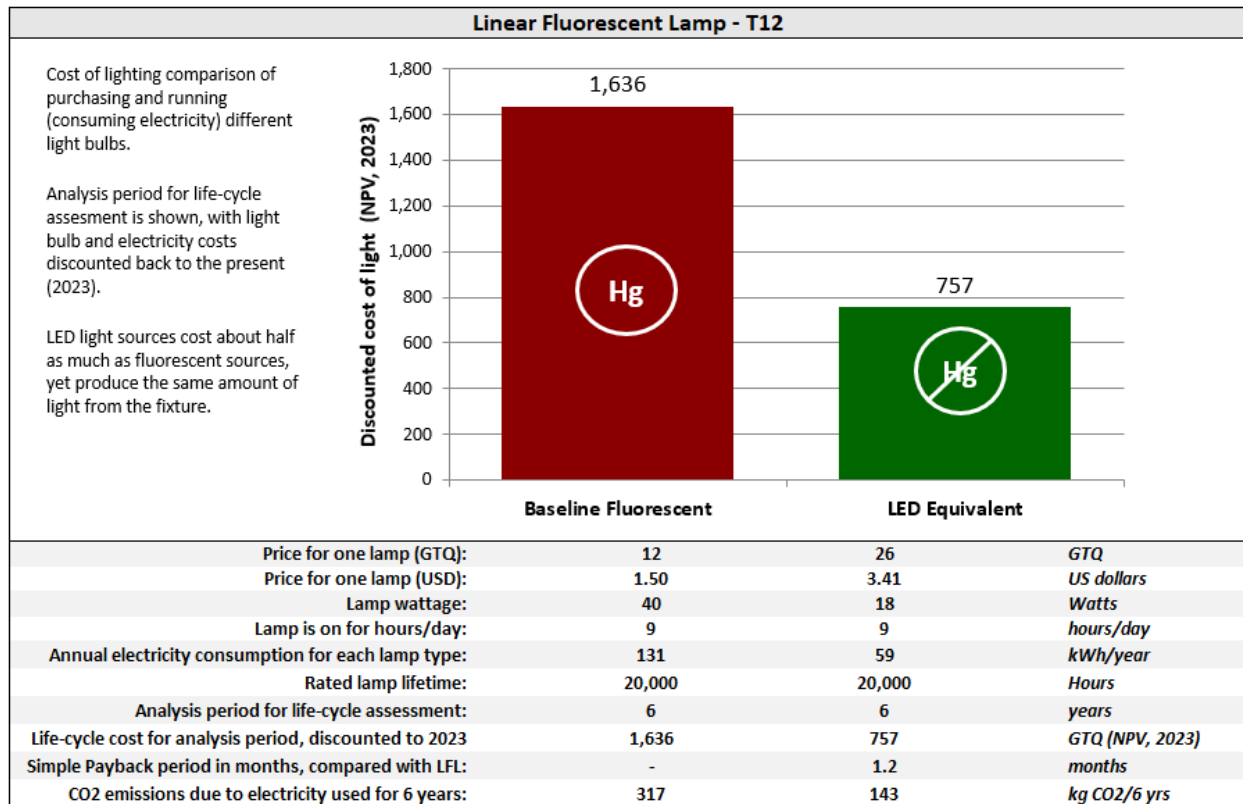 Linear Fluorescent Lamp - T12
Cost of lighting comparison of
purchasing and running
(consuming electricity) different
light bulbs.
Analysis period for life-cycle
assesment is shown, with light
bulb and electricity costs
discounted back to the present
(2023).
LED light sources cost about half
as much as fluorescent sources,
yet produce the same amount of
light from the fixture.
Discounted cost of light (NPV, 2023)
1,800
1,600
1,400
1,200
1,000
800
600
400
200
0
1,636
Hg
757
Hg
Baseline Fluorescent LED Equivalent
Price for one lamp (GTQ): 12 26 GTQ
Price for one lamp (USD): 1.50 3.41 US dollars
Lamp wattage: 40 18 Watts
Lamp is on for hours/day: 9 9 hours/day
Annual electricity consumption for each lamp type: 131 59 kWh/year
Rated lamp lifetime: 20,000 20,000 Hours
Analysis period for life-cycle assessment: 6 6 years
Life-cycle cost for analysis period, discounted to 2023 1,636 757 GTQ (NPV, 2023)
Simple Payback period in months, compared with LFL: - 1.2 months
CO2 emissions due to electricity used for 6 years: 317 143 kg CO2/6 yrs